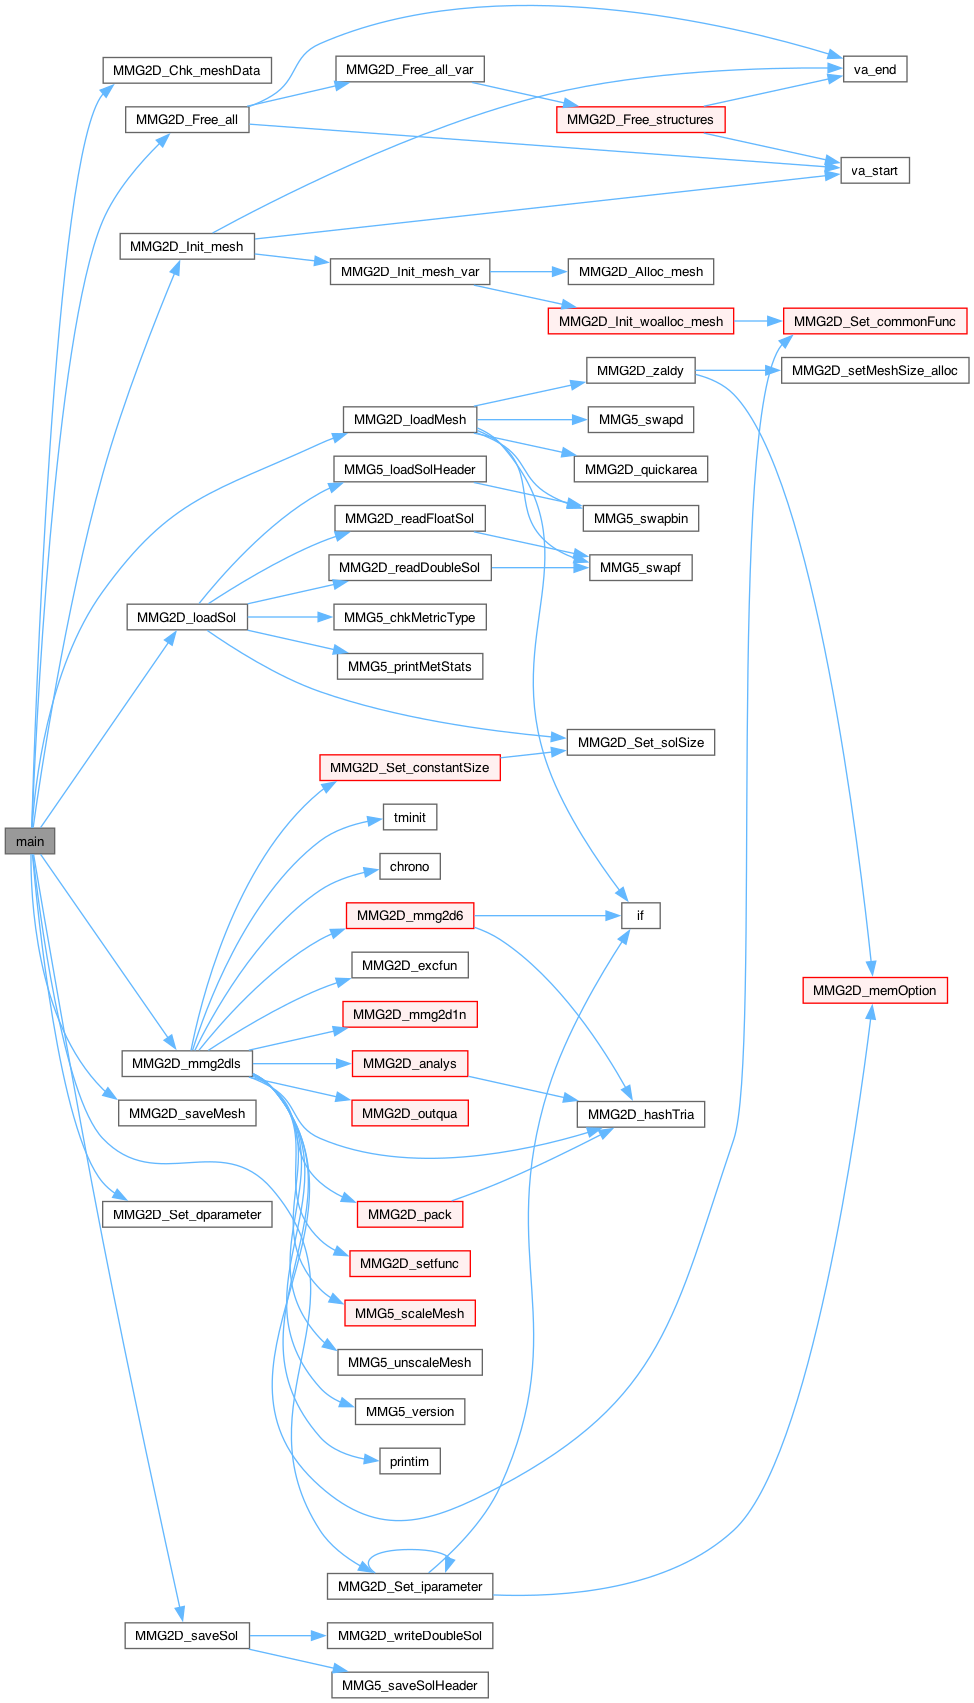 MMG2D_Chk_meshData
MMG2D_Free_all_var
va_end
MMG2D_Free_all
MMG2D_Free_structures
va_start
MMG2D_Init_mesh
MMG2D_Init_mesh_var
MMG2D_Alloc_mesh
MMG2D_Init_woalloc_mesh
MMG2D_Set_commonFunc
MMG2D_zaldy
MMG2D_setMeshSize_alloc
MMG2D_loadMesh
MMG5_swapd
MMG5_loadSolHeader
MMG2D_quickarea
MMG2D_readFloatSol
MMG5_swapbin
MMG2D_readDoubleSol
MMG5_swapf
MMG2D_loadSol
MMG5_chkMetricType
MMG5_printMetStats
MMG2D_Set_solSize
MMG2D_Set_constantSize
tminit
main
chrono
MMG2D_mmg2d6
if
MMG2D_excfun
MMG2D_memOption
MMG2D_mmg2d1n
MMG2D_mmg2dls
MMG2D_analys
MMG2D_saveMesh
MMG2D_outqua
MMG2D_hashTria
MMG2D_Set_dparameter
MMG2D_pack
MMG2D_setfunc
MMG5_scaleMesh
MMG5_unscaleMesh
MMG5_version
printim
MMG2D_Set_iparameter
MMG2D_saveSol
MMG2D_writeDoubleSol
MMG5_saveSolHeader